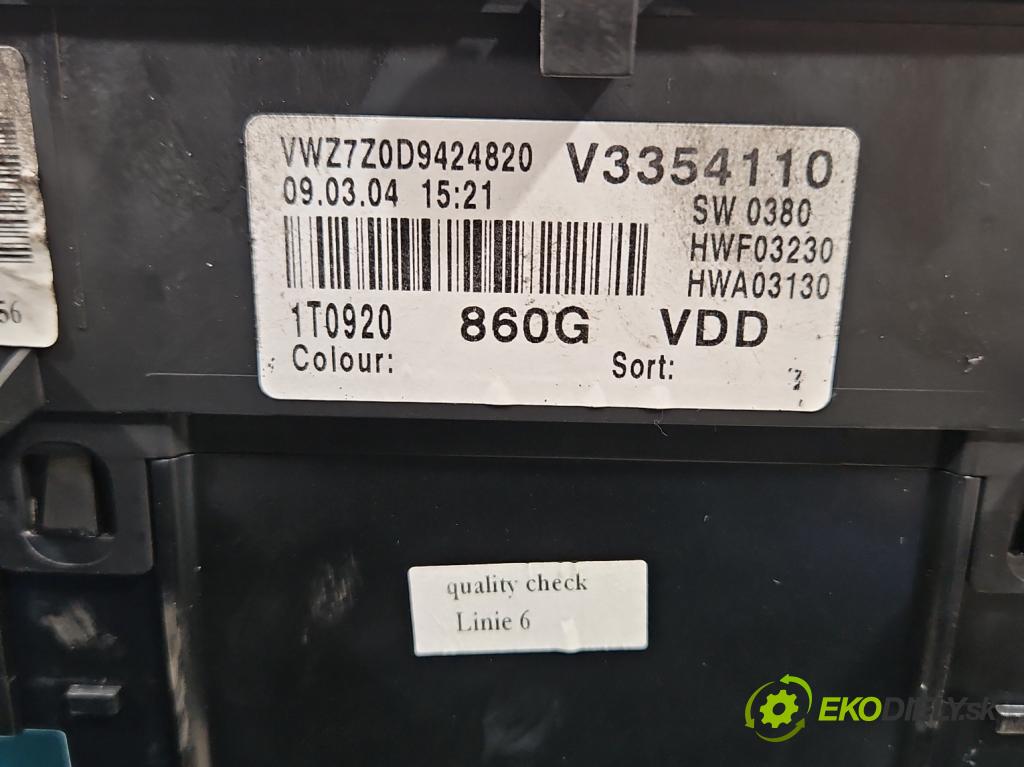 VWZ7Z0D9424820 V3354110
09.03.04 15:21 SW 0380
HWF03230
HWA03130
1T0920 860G VDD
Colour: Sort:
56
quality check
Linie 6
EKODIELY.sk